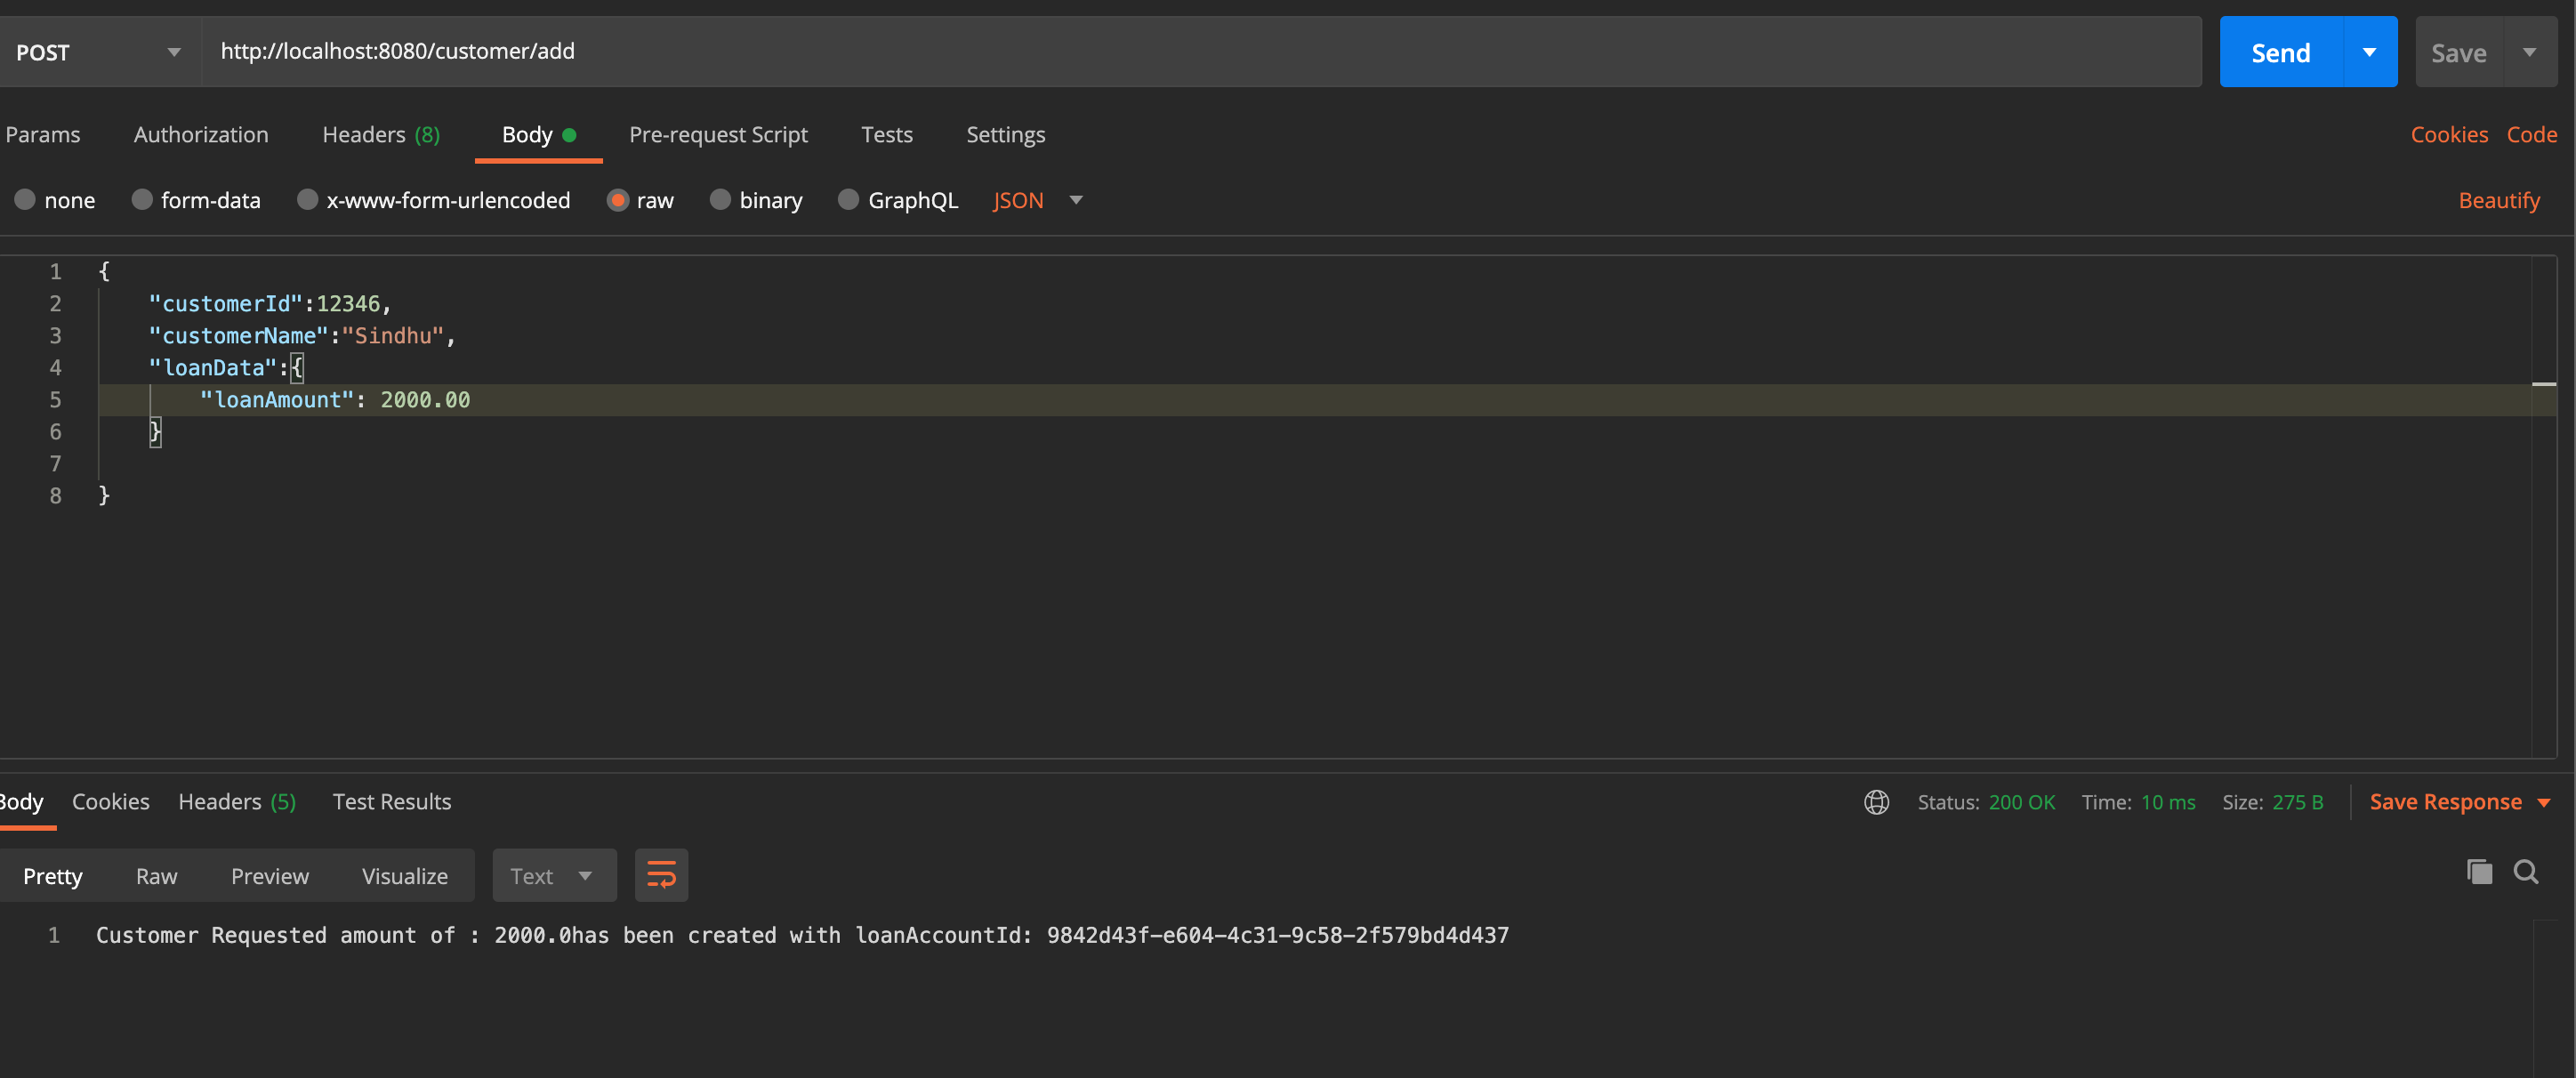 POST http://localhost:8080/customer/add Send Save
Params Authorization Headers (8) Body Pre-request Script Tests Settings Cookies Code
none form-data x-www-form-urlencoded raw binary GraphQL JSON Beautify
1 {
2 "customerId":12346,
3 "customerName":"Sindhu",
4 "loanData":{
5 "loanAmount": 2000.00
6 }
7
8 }
Body Cookies Headers (5) Test Results Status: 200 OK Time: 10 ms Size: 275 B Save Response
Pretty Raw Preview Visualize Text
1 Customer Requested amount of : 2000.0has been created with loanAccountId: 9842d43f-e604-4c31-9c58-2f579bd4d437